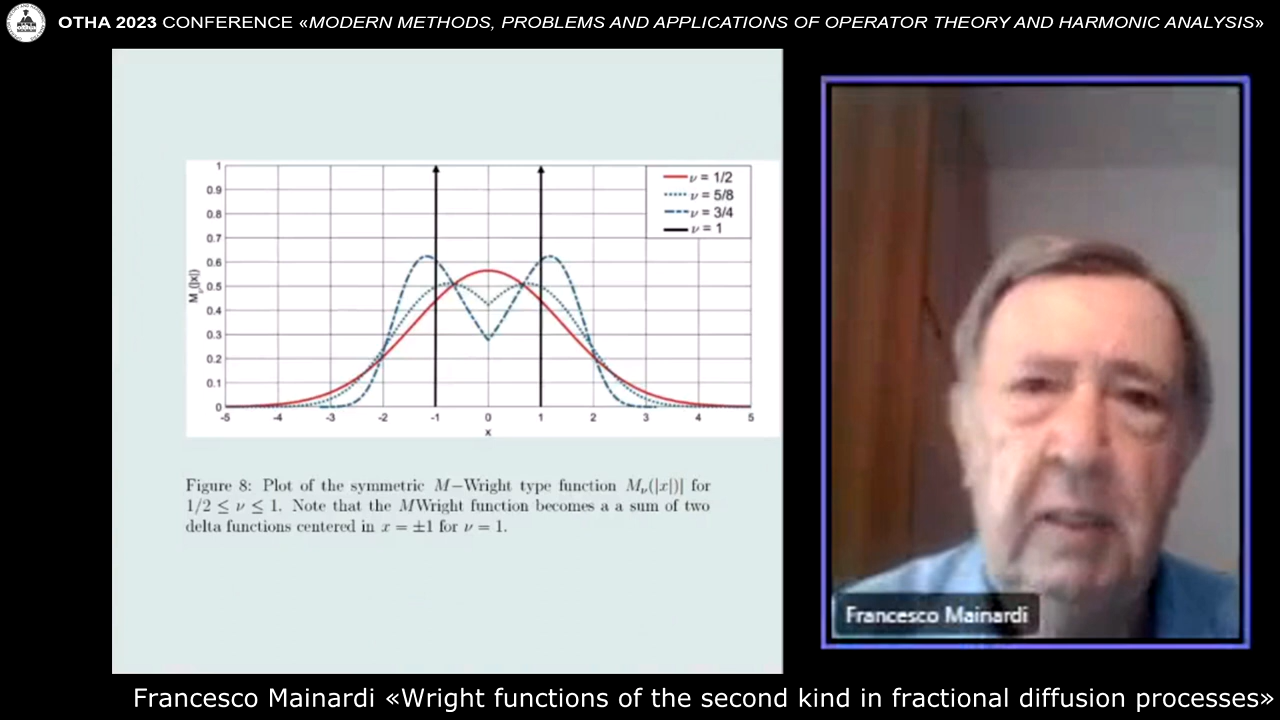 OTHA 2023 CONFERENCE «MODERN METHODS, PROBLEMS AND APPLICATIONS OF OPERATOR THEORY AND HARMONIC ANALYSIS»
1
0.9
0.8
0.7
0.6
0.5
0.4
0.3
0.2
0.1
0
M_ν(|x|)
ν = 1/2
ν = 5/8
ν = 3/4
ν = 1
-5 -4 -3 -2 -1 0 1 2 3 4 5
x
Figure 8: Plot of the symmetric M−Wright type function M_ν(|x|)| for
1/2 ≤ ν ≤ 1. Note that the MWright function becomes a a sum of two
delta functions centered in x = ±1 for ν = 1.
Francesco Mainardi
Francesco Mainardi «Wright functions of the second kind in fractional diffusion processes»